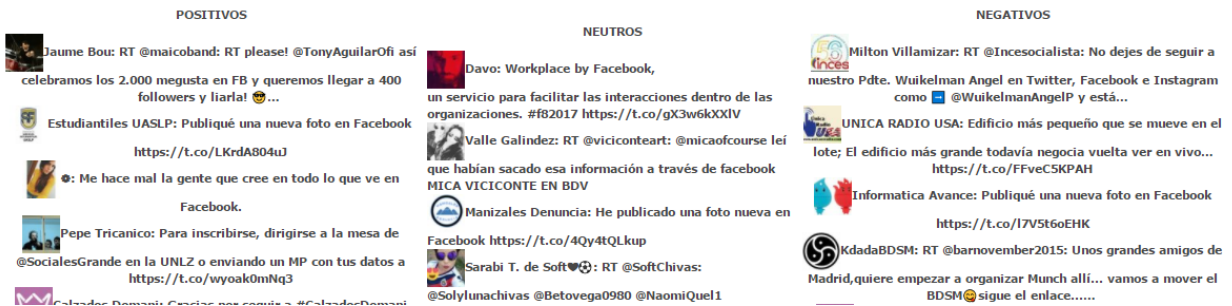 POSITIVOS
Jaume Bou: RT @maicoband: RT please! @TonyAguilarOfi así
celebramos los 2.000 megusta en FB y queremos llegar a 400
followers y liarla! 😎...
Estudiantiles UASLP: Publiqué una nueva foto en Facebook
https://t.co/LKrdA804uJ
: Me hace mal la gente que cree en todo lo que ve en
Facebook.
Pepe Tricanico: Para inscribirse, dirigirse a la mesa de
@SocialesGrande en la UNLZ o enviando un MP con tus datos a
https://t.co/wyoak0mNq3
Calzados Domani: Gracias por seguir a #CalzadosDomani
NEUTROS
Davo: Workplace by Facebook,
un servicio para facilitar las interacciones dentro de las
organizaciones. #f82017 https://t.co/gX3w6kXXlV
Valle Galindez: RT @viciconteart: @micaofcourse leí
que habían sacado esa información a través de facebook
MICA VICICONTE EN BDV
Manizales Denuncia: He publicado una foto nueva en
Facebook https://t.co/4Qy4tQLkup
Sarabi T. de Soft♥⚽: RT @SoftChivas:
@Solylunachivas @Betovega0980 @NaomiQuel1
NEGATIVOS
Milton Villamizar: RT @Incesocialista: No dejes de seguir a
nuestro Pdte. Wuikelman Angel en Twitter, Facebook e Instagram
como ➡ @WuikelmanAngelP y está...
UNICA RADIO USA: Edificio más pequeño que se mueve en el
lote; El edificio más grande todavía negocia vuelta ver en vivo...
https://t.co/FFveC5KPAH
Informatica Avance: Publiqué una nueva foto en Facebook
https://t.co/l7V5t6oEHK
KdadaBDSM: RT @barnovember2015: Unos grandes amigos de
Madrid,quiere empezar a organizar Munch allí... vamos a mover el
BDSM😋sigue el enlace......